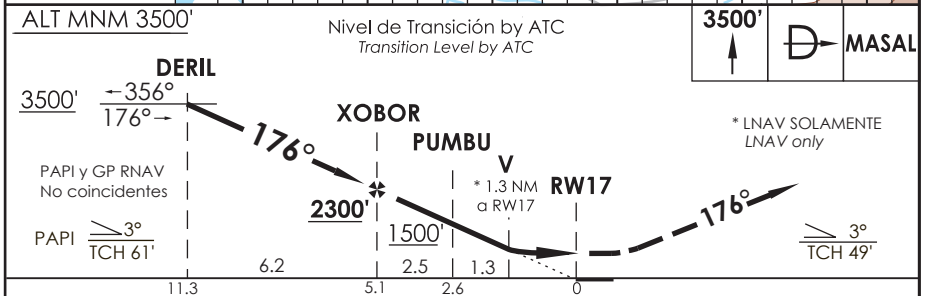 ALT MNM 3500'
Nivel de Transición by ATC
Transition Level by ATC
3500'
D
MASAL
DERIL
3500'
←356°
176°→
176°
XOBOR
PUMBU
V
* 1.3 NM
a RW17
RW17
* LNAV SOLAMENTE
LNAV only
PAPI y GP RNAV
No coincidentes
2300'
1500'
176°
PAPI 3°
TCH 61'
3°
TCH 49'
6.2 2.5 1.3
11.3 5.1 2.6 0